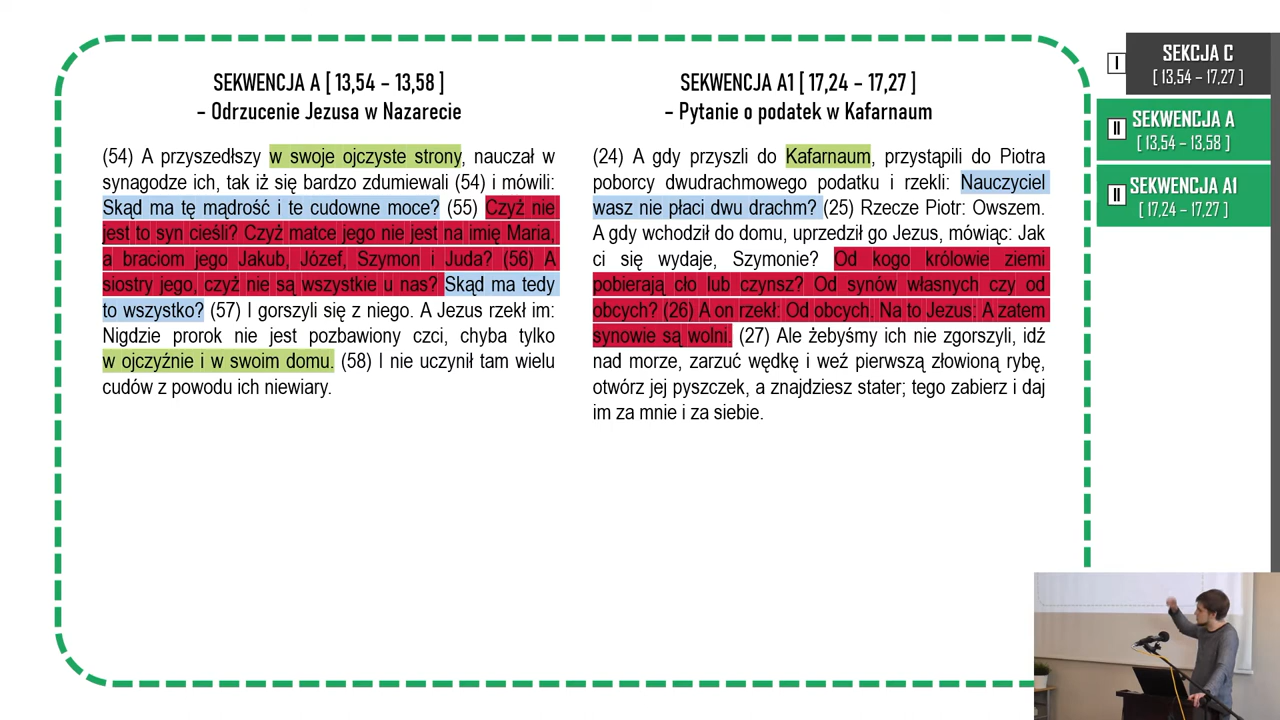 SEKWENCJA A [ 13,54 – 13,58 ]
– Odrzucenie Jezusa w Nazarecie
(54) A przyszedłszy w swoje ojczyste strony, nauczał w
synagodze ich, tak iż się bardzo zdumiewali (54) i mówili:
Skąd ma tę mądrość i te cudowne moce? (55) Czyż nie
jest to syn cieśli? Czyż matce jego nie jest na imię Maria,
a braciom jego Jakub, Józef, Szymon i Juda? (56) A
siostry jego, czyż nie są wszystkie u nas? Skąd ma tedy
to wszystko? (57) I gorszyli się z niego. A Jezus rzekł im:
Nigdzie prorok nie jest pozbawiony czci, chyba tylko
w ojczyźnie i w swoim domu. (58) I nie uczynił tam wielu
cudów z powodu ich niewiary.
SEKWENCJA A1 [ 17,24 – 17,27 ]
– Pytanie o podatek w Kafarnaum
(24) A gdy przyszli do Kafarnaum, przystąpili do Piotra
poborcy dwudrachmowego podatku i rzekli: Nauczyciel
wasz nie płaci dwu drachm? (25) Rzecze Piotr: Owszem.
A gdy wchodził do domu, uprzedził go Jezus, mówiąc: Jak
ci się wydaje, Szymonie? Od kogo królowie ziemi
pobierają cło lub czynsz? Od synów własnych czy od
obcych? (26) A on rzekł: Od obcych. Na to Jezus: A zatem
synowie są wolni. (27) Ale żebyśmy ich nie zgorszyli, idź
nad morze, zarzuć wędkę i weź pierwszą złowioną rybę,
otwórz jej pyszczek, a znajdziesz stater; tego zabierz i daj
im za mnie i za siebie.
I
SEKCJA C
[ 13,54 – 17,27 ]
II
SEKWENCJA A
[ 13,54 – 13,58 ]
II
SEKWENCJA A1
[ 17,24 – 17,27 ]